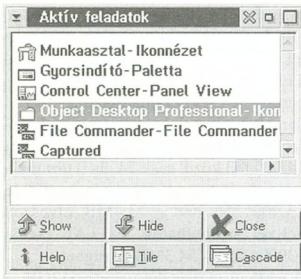 Aktív feladatok
Munkaasztal-Ikonnézet
Gyorsindító-Paletta
Control Center-Panel View
Object Desktop Professional-Ikon
File Commander-File Commander
Captured
Show Hide Close
Help Tile Cascade